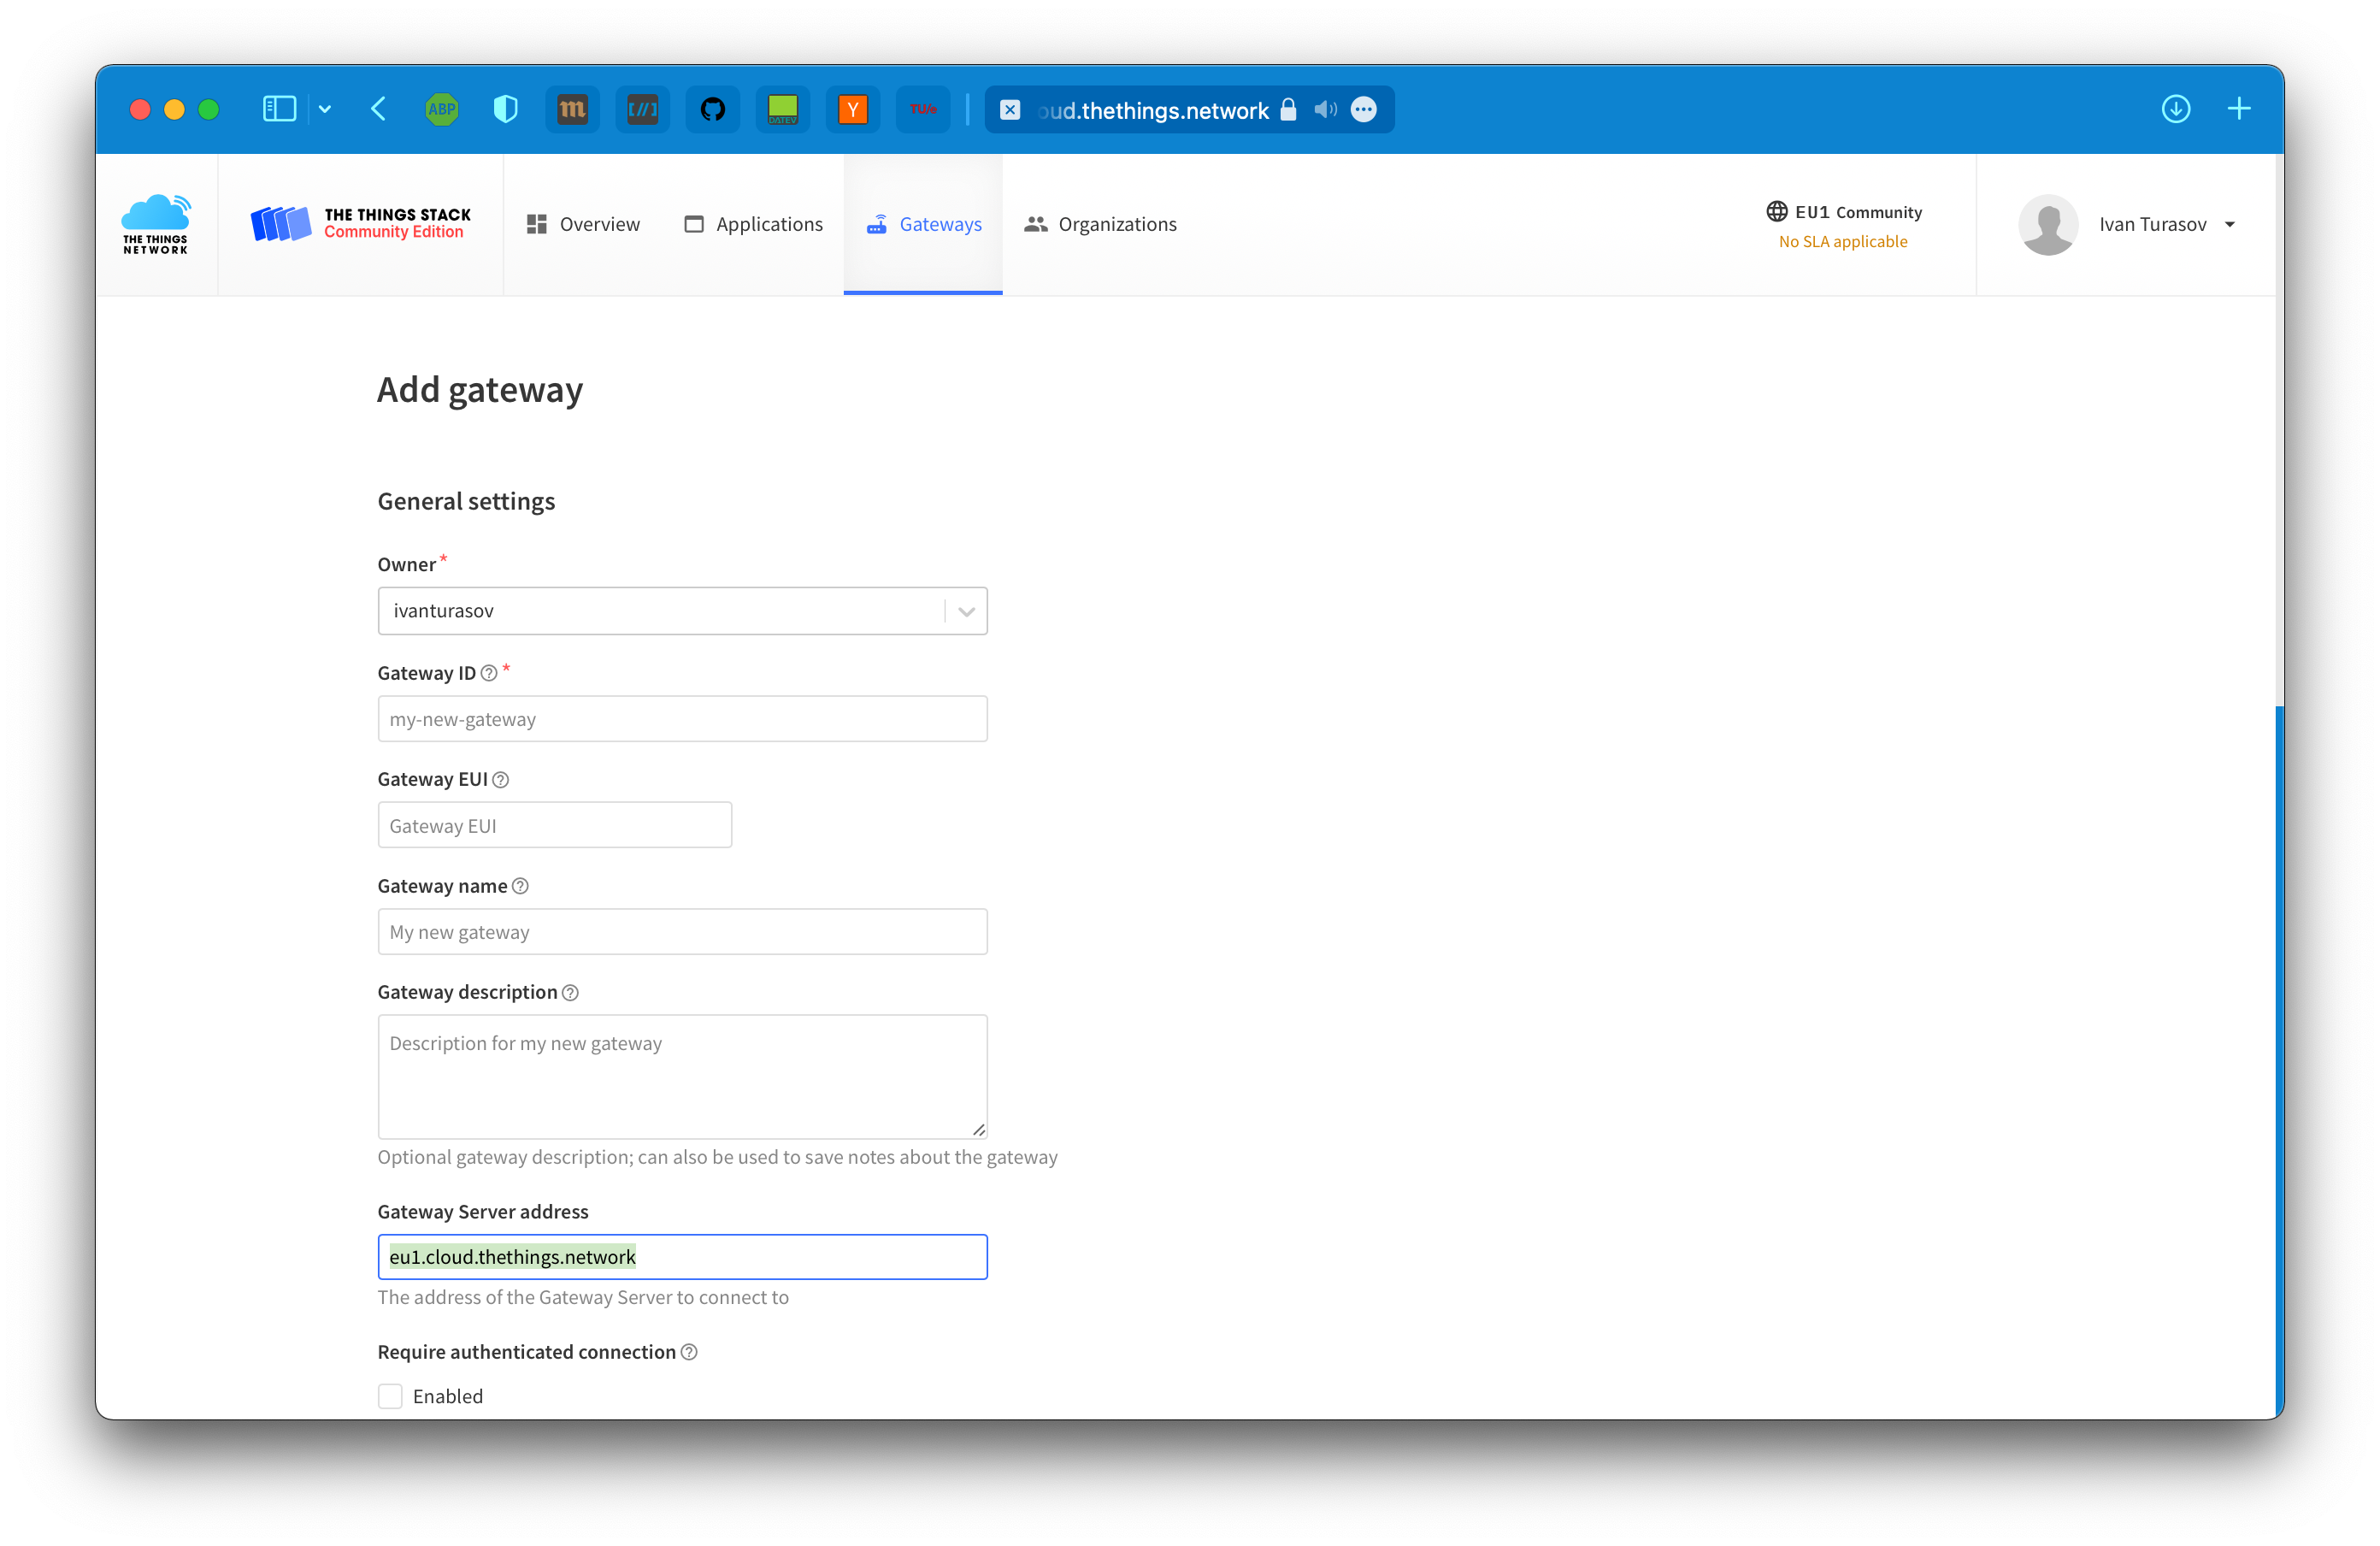 ABP
m
[//]
DATEV
Y
TU/e
oud.thethings.network
THE THINGS
NETWORK
THE THINGS STACK
Community Edition
Overview
Applications
Gateways
Organizations
EU1 Community
No SLA applicable
Ivan Turasov
Add gateway
General settings
Owner*
ivanturasov
Gateway ID ? *
my-new-gateway
Gateway EUI ?
Gateway EUI
Gateway name ?
My new gateway
Gateway description ?
Description for my new gateway
Optional gateway description; can also be used to save notes about the gateway
Gateway Server address
eu1.cloud.thethings.network
The address of the Gateway Server to connect to
Require authenticated connection ?
Enabled